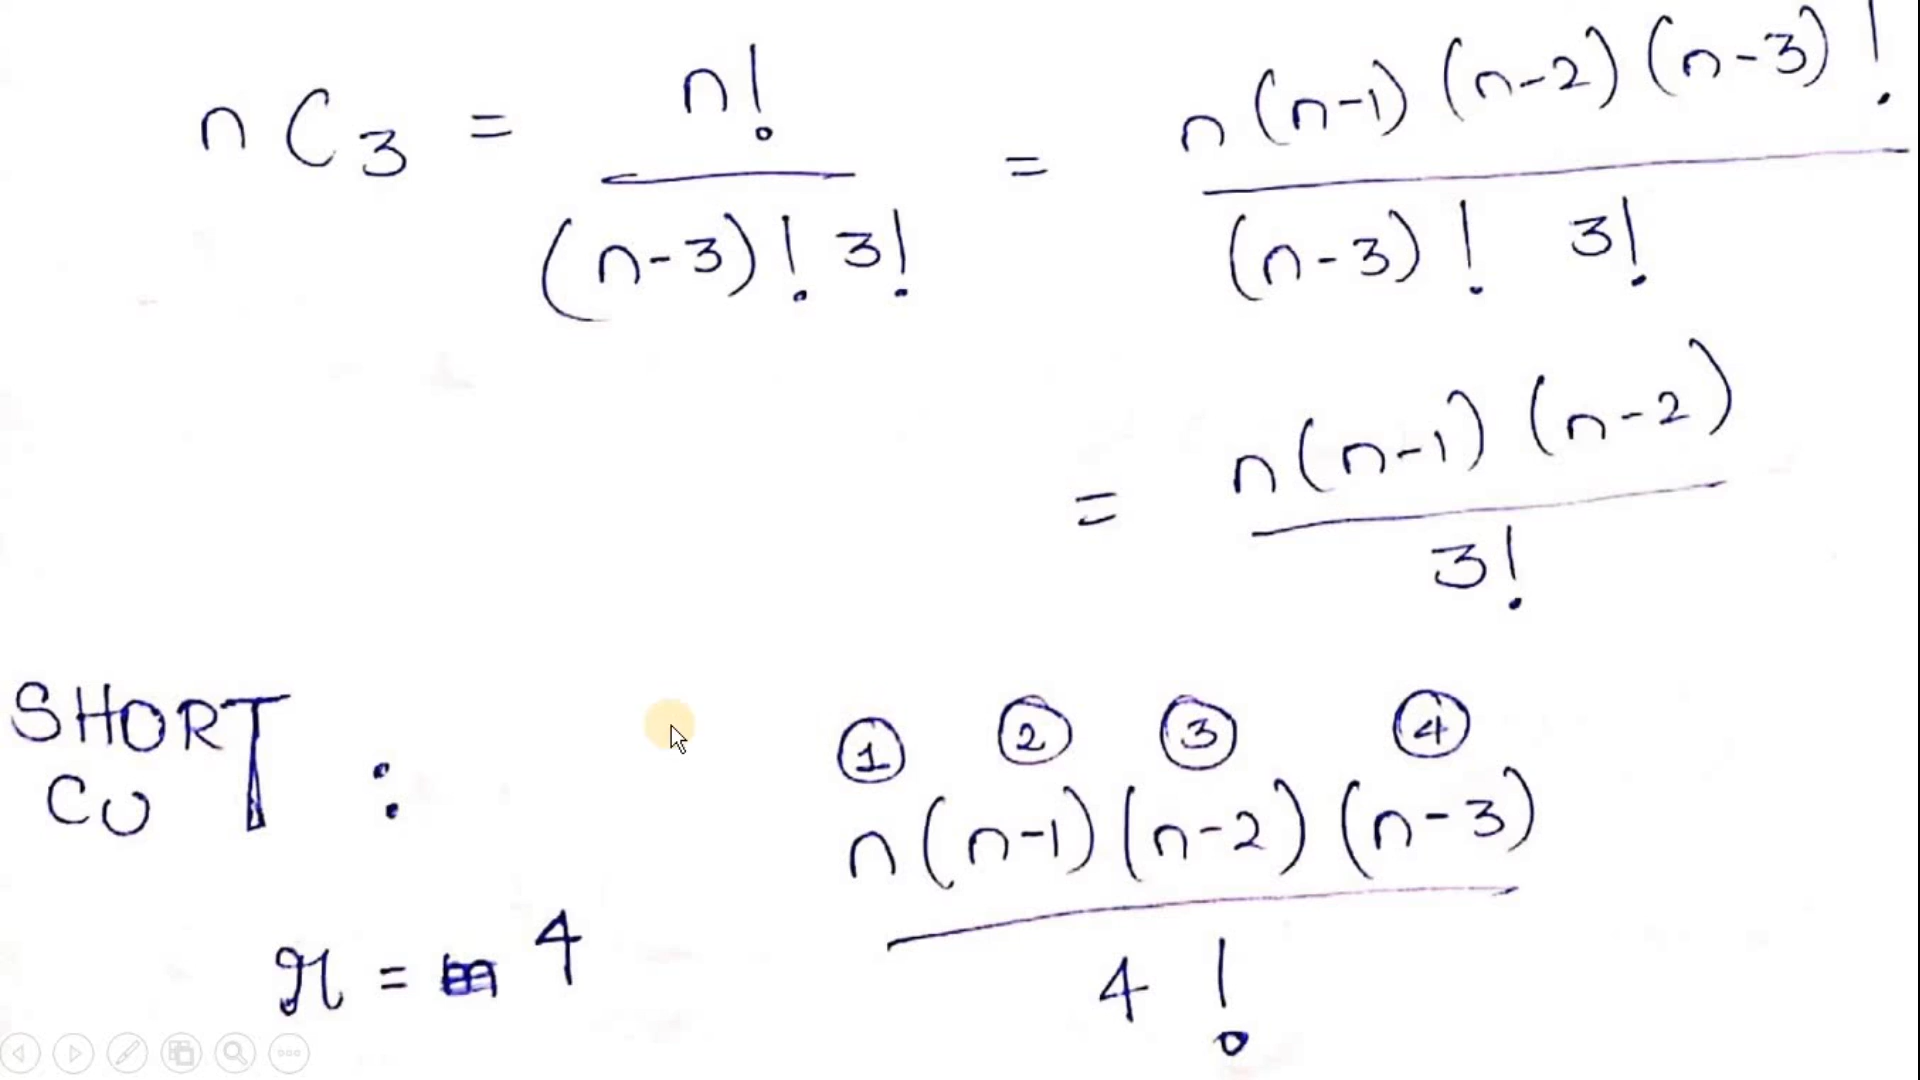 nC₃ = n! / (n-3)! 3! = n(n-1)(n-2)(n-3)! / (n-3)! 3!
= n(n-1)(n-2) / 3!
SHORT CUT :
① ② ③ ④
n(n-1)(n-2)(n-3) / 4!
r = 4